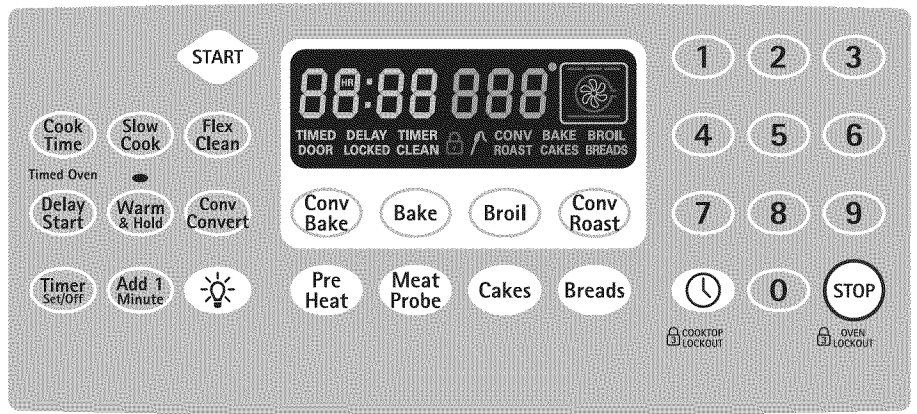 START
Cook
Time
Slow
Cook
Flex
Clean
Timed Oven
Delay
Start
Warm
& Hold
Conv
Convert
Timer
Set/Off
Add 1
Minute
88:88 888°
HR
TIMED DELAY TIMER CONV BAKE BROIL
DOOR LOCKED CLEAN ROAST CAKES BREADS
Conv
Bake
Bake
Broil
Conv
Roast
Pre
Heat
Meat
Probe
Cakes
Breads
1 2 3
4 5 6
7 8 9
0
STOP
3 COOKTOP
LOCKOUT
3 OVEN
LOCKOUT